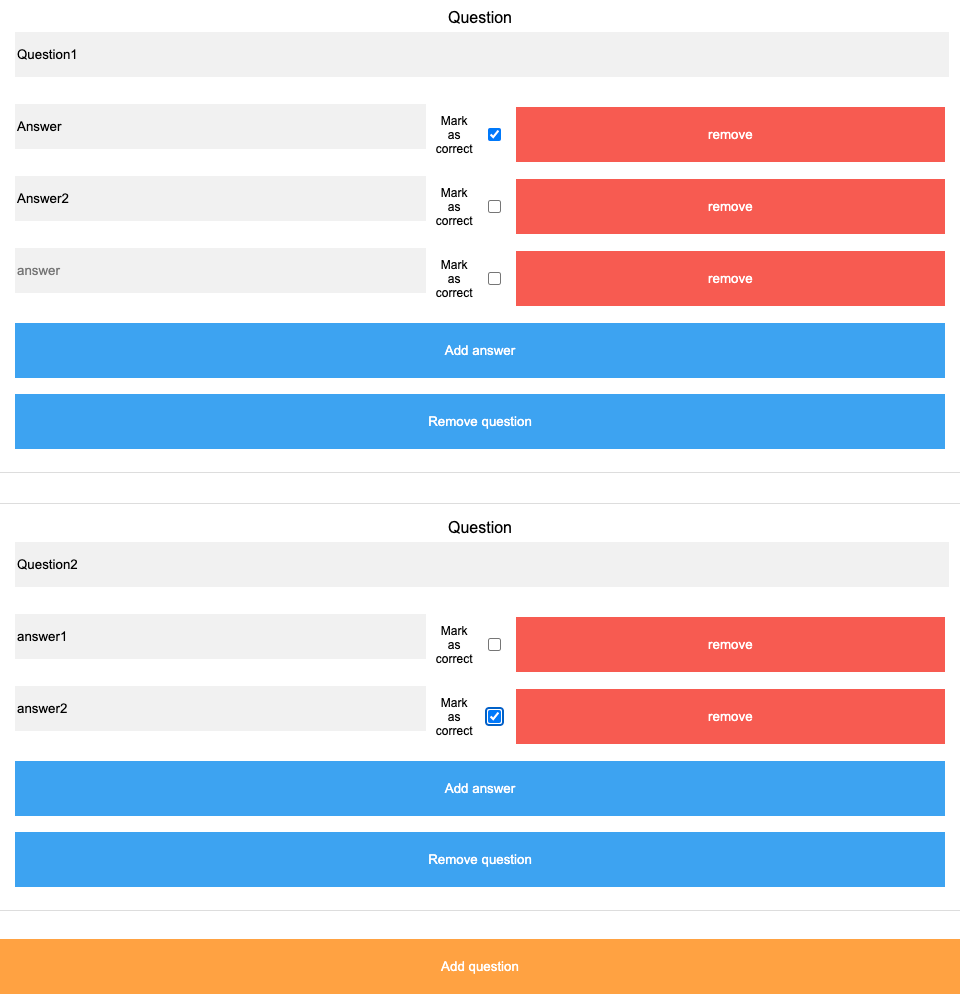 Question
Question1
Answer
Mark
as
correct
remove
Answer2
Mark
as
correct
remove
answer
Mark
as
correct
remove
Add answer
Remove question
Question
Question2
answer1
Mark
as
correct
remove
answer2
Mark
as
correct
remove
Add answer
Remove question
Add question